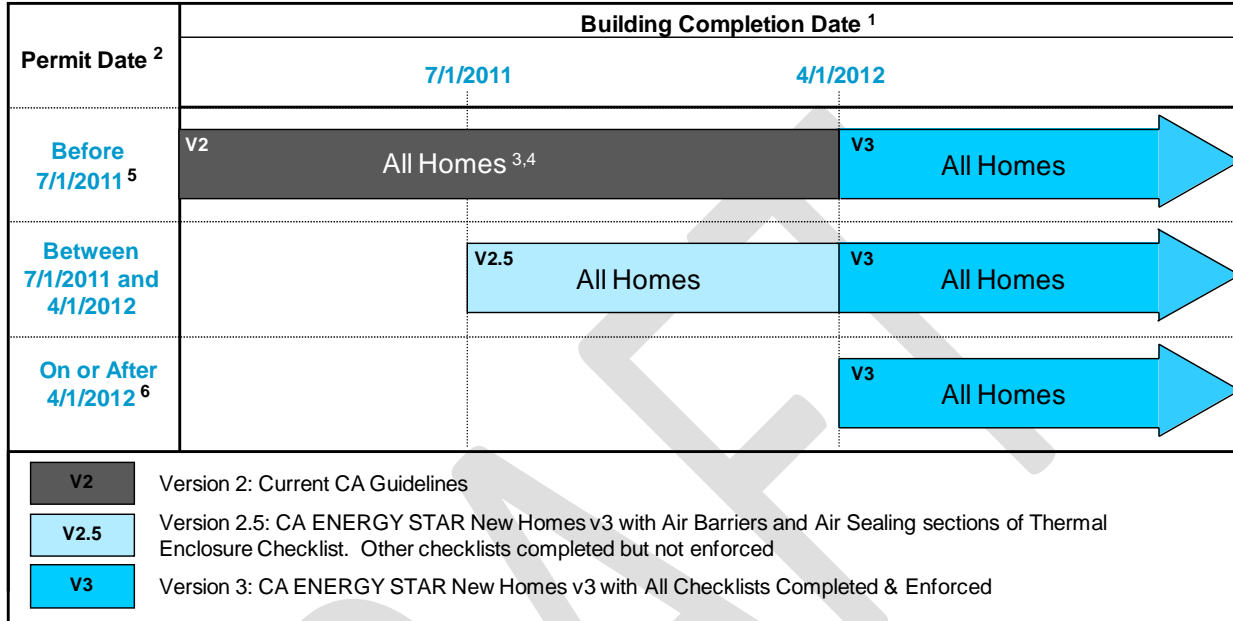 Building Completion Date 1
Permit Date 2
7/1/2011
4/1/2012
Before
7/1/2011 5
V2
All Homes 3,4
V3
All Homes
Between
7/1/2011 and
4/1/2012
V2.5
All Homes
V3
All Homes
On or After
4/1/2012 6
V3
All Homes
V2
Version 2: Current CA Guidelines
V2.5
Version 2.5: CA ENERGY STAR New Homes v3 with Air Barriers and Air Sealing sections of Thermal
Enclosure Checklist. Other checklists completed but not enforced
V3
Version 3: CA ENERGY STAR New Homes v3 with All Checklists Completed & Enforced